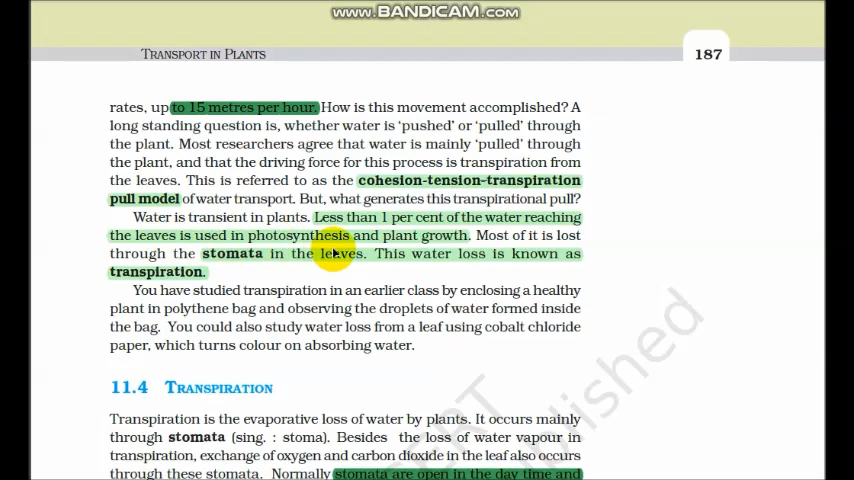 www.BANDICAM.com
TRANSPORT IN PLANTS
187
rates, up to 15 metres per hour. How is this movement accomplished? A
long standing question is, whether water is ‘pushed’ or ‘pulled’ through
the plant. Most researchers agree that water is mainly ‘pulled’ through
the plant, and that the driving force for this process is transpiration from
the leaves. This is referred to as the cohesion-tension-transpiration
pull model of water transport. But, what generates this transpirational pull?
Water is transient in plants. Less than 1 per cent of the water reaching
the leaves is used in photosynthesis and plant growth. Most of it is lost
through the stomata in the leaves. This water loss is known as
transpiration.
You have studied transpiration in an earlier class by enclosing a healthy
plant in polythene bag and observing the droplets of water formed inside
the bag. You could also study water loss from a leaf using cobalt chloride
paper, which turns colour on absorbing water.
11.4 TRANSPIRATION
Transpiration is the evaporative loss of water by plants. It occurs mainly
through stomata (sing. : stoma). Besides the loss of water vapour in
transpiration, exchange of oxygen and carbon dioxide in the leaf also occurs
through these stomata. Normally stomata are open in the day time and